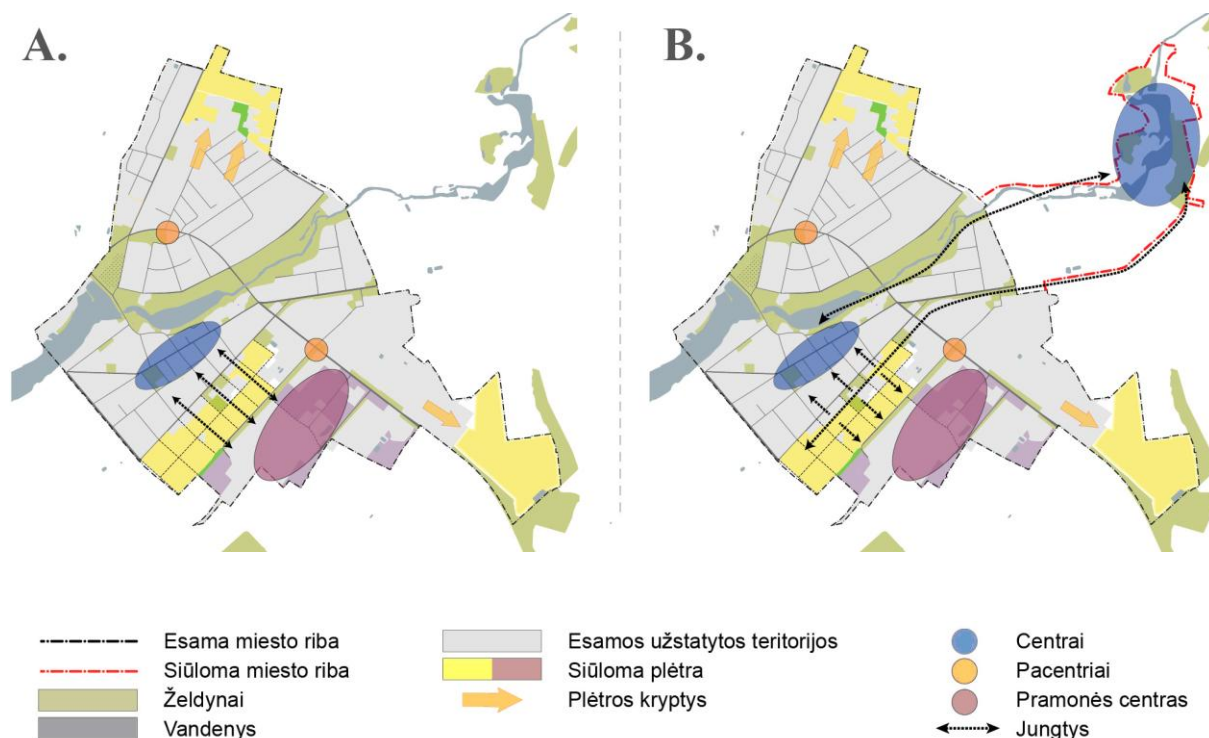 A.
B.
Esama miesto riba
Siūloma miesto riba
Želdynai
Vandenys
Esamos užstatytos teritorijos
Siūloma plėtra
Plėtros kryptys
Centrai
Pacentriai
Pramonės centras
Jungtys